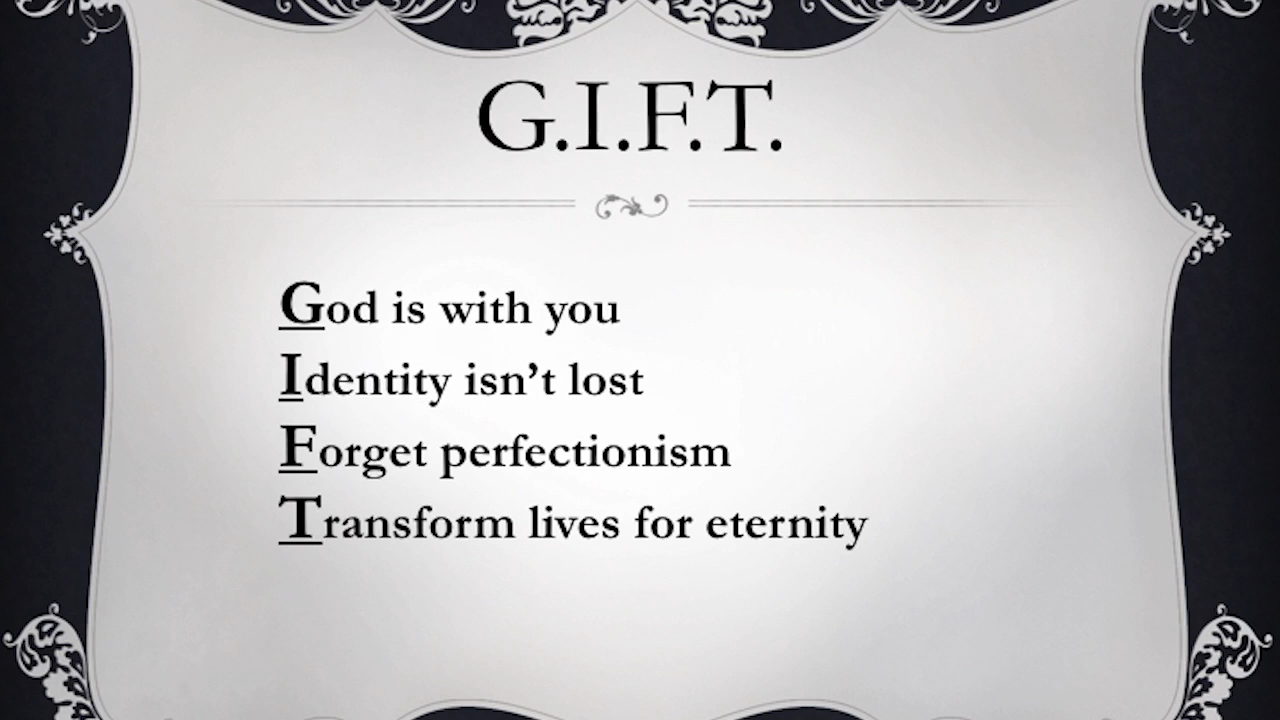 G.I.F.T.
God is with you
Identity isn’t lost
Forget perfectionism
Transform lives for eternity